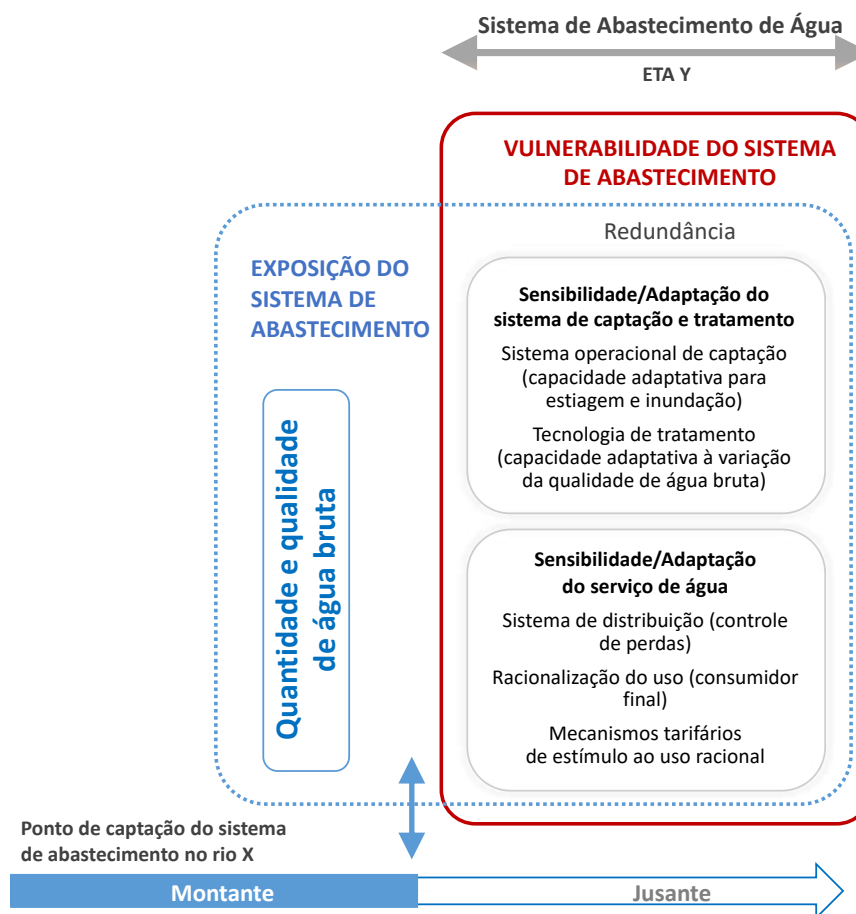 Sistema de Abastecimento de Água
ETA Y
VULNERABILIDADE DO SISTEMA
DE ABASTECIMENTO
Redundância
EXPOSIÇÃO DO
SISTEMA DE
ABASTECIMENTO
Quantidade e qualidade
de água bruta
Sensibilidade/Adaptação do
sistema de captação e tratamento
Sistema operacional de captação
(capacidade adaptativa para
estiagem e inundação)
Tecnologia de tratamento
(capacidade adaptativa à variação
da qualidade de água bruta)
Sensibilidade/Adaptação
do serviço de água
Sistema de distribuição (controle
de perdas)
Racionalização do uso (consumidor
final)
Mecanismos tarifários
de estímulo ao uso racional
Ponto de captação do sistema
de abastecimento no rio X
Montante
Jusante